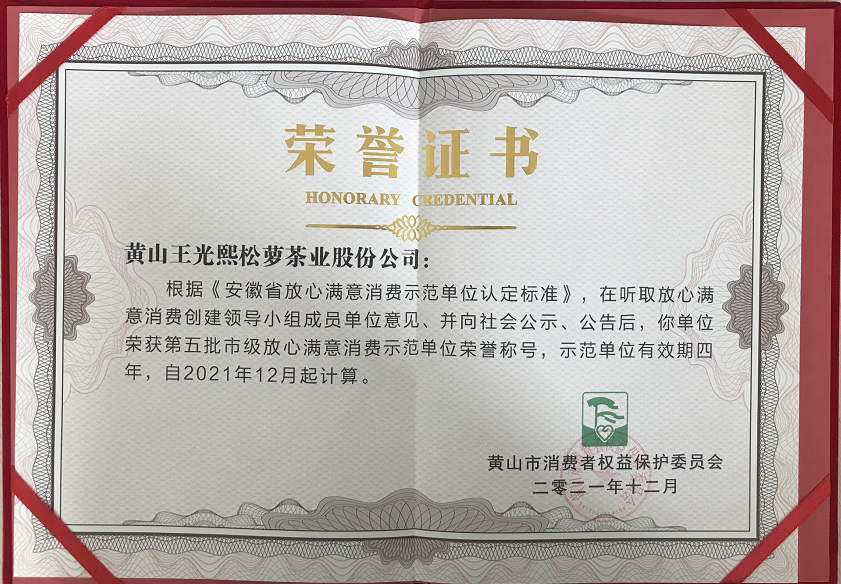 荣誉证书
HONORARY CREDENTIAL
黄山王光熙松萝茶业股份公司：
根据《安徽省放心满意消费示范单位认定标准》，在听取放心满
意消费创建领导小组成员单位意见、并向社会公示、公告后，你单位
荣获第五批市级放心满意消费示范单位荣誉称号，示范单位有效期四
年，自2021年12月起计算。
黄山市消费者权益保护委员会
二零二一年十二月